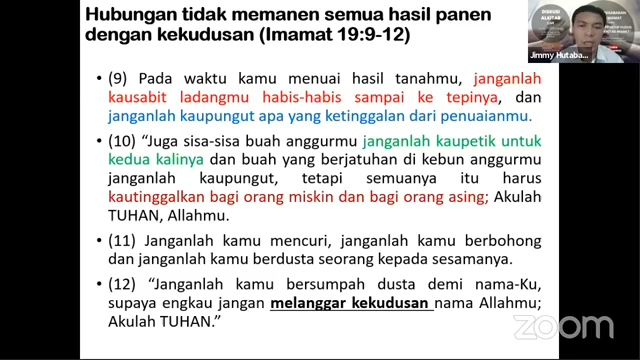 Hubungan tidak memanen semua hasil panen
dengan kekudusan (Imamat 19:9-12)
• (9) Pada waktu kamu menuai hasil tanahmu, janganlah
kausabit ladangmu habis-habis sampai ke tepinya, dan
janganlah kaupungut apa yang ketinggalan dari penuaianmu.
• (10) “Juga sisa-sisa buah anggurmu janganlah kaupetik untuk
kedua kalinya dan buah yang berjatuhan di kebun anggurmu
janganlah kaupungut, tetapi semuanya itu harus
kautinggalkan bagi orang miskin dan bagi orang asing; Akulah
TUHAN, Allahmu.
• (11) Janganlah kamu mencuri, janganlah kamu berbohong
dan janganlah kamu berdusta seorang kepada sesamanya.
• (12) “Janganlah kamu bersumpah dusta demi nama-Ku,
supaya engkau jangan melanggar kekudusan nama Allahmu;
Akulah TUHAN.”
DISKUSI
ALKITAB
Jimmy Hutaba...
zoom